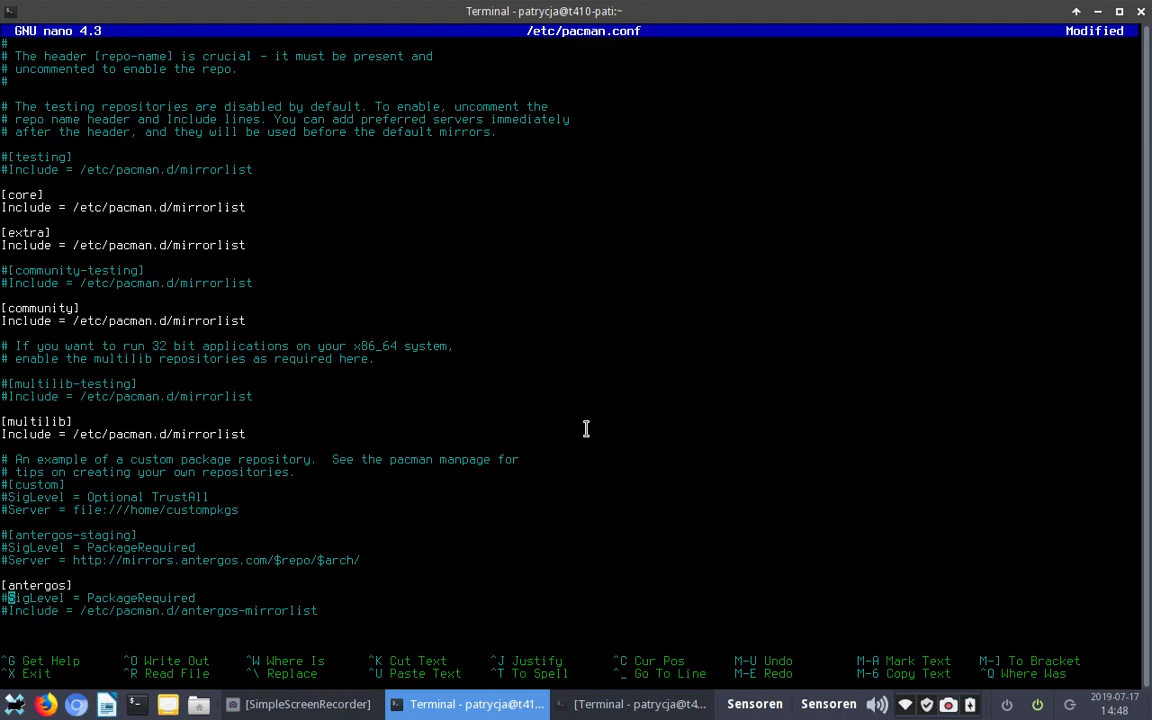 Terminal - patrycja@t410-pati:~
GNU nano 4.3 /etc/pacman.conf Modified
#
# The header [repo-name] is crucial - it must be present and
# uncommented to enable the repo.
#
# The testing repositories are disabled by default. To enable, uncomment the
# repo name header and Include lines. You can add preferred servers immediately
# after the header, and they will be used before the default mirrors.
#[testing]
#Include = /etc/pacman.d/mirrorlist
[core]
Include = /etc/pacman.d/mirrorlist
[extra]
Include = /etc/pacman.d/mirrorlist
#[community-testing]
#Include = /etc/pacman.d/mirrorlist
[community]
Include = /etc/pacman.d/mirrorlist
# If you want to run 32 bit applications on your x86_64 system,
# enable the multilib repositories as required here.
#[multilib-testing]
#Include = /etc/pacman.d/mirrorlist
[multilib]
Include = /etc/pacman.d/mirrorlist
# An example of a custom package repository.  See the pacman manpage for
# tips on creating your own repositories.
#[custom]
#SigLevel = Optional TrustAll
#Server = file:///home/custompkgs
#[antergos-staging]
#SigLevel = PackageRequired
#Server = http://mirrors.antergos.com/$repo/$arch/
[antergos]
#SigLevel = PackageRequired
#Include = /etc/pacman.d/antergos-mirrorlist
^G Get Help ^O Write Out ^W Where Is ^K Cut Text ^J Justify ^C Cur Pos M-U Undo M-A Mark Text M-] To Bracket
^X Exit ^R Read File ^\ Replace ^U Paste Text ^T To Spell ^_ Go To Line M-E Redo M-6 Copy Text ^Q Where Was
[SimpleScreenRecorder] Terminal - patrycja@t41... [Terminal - patrycja@t4... Sensoren Sensoren 2019-07-17
14:48